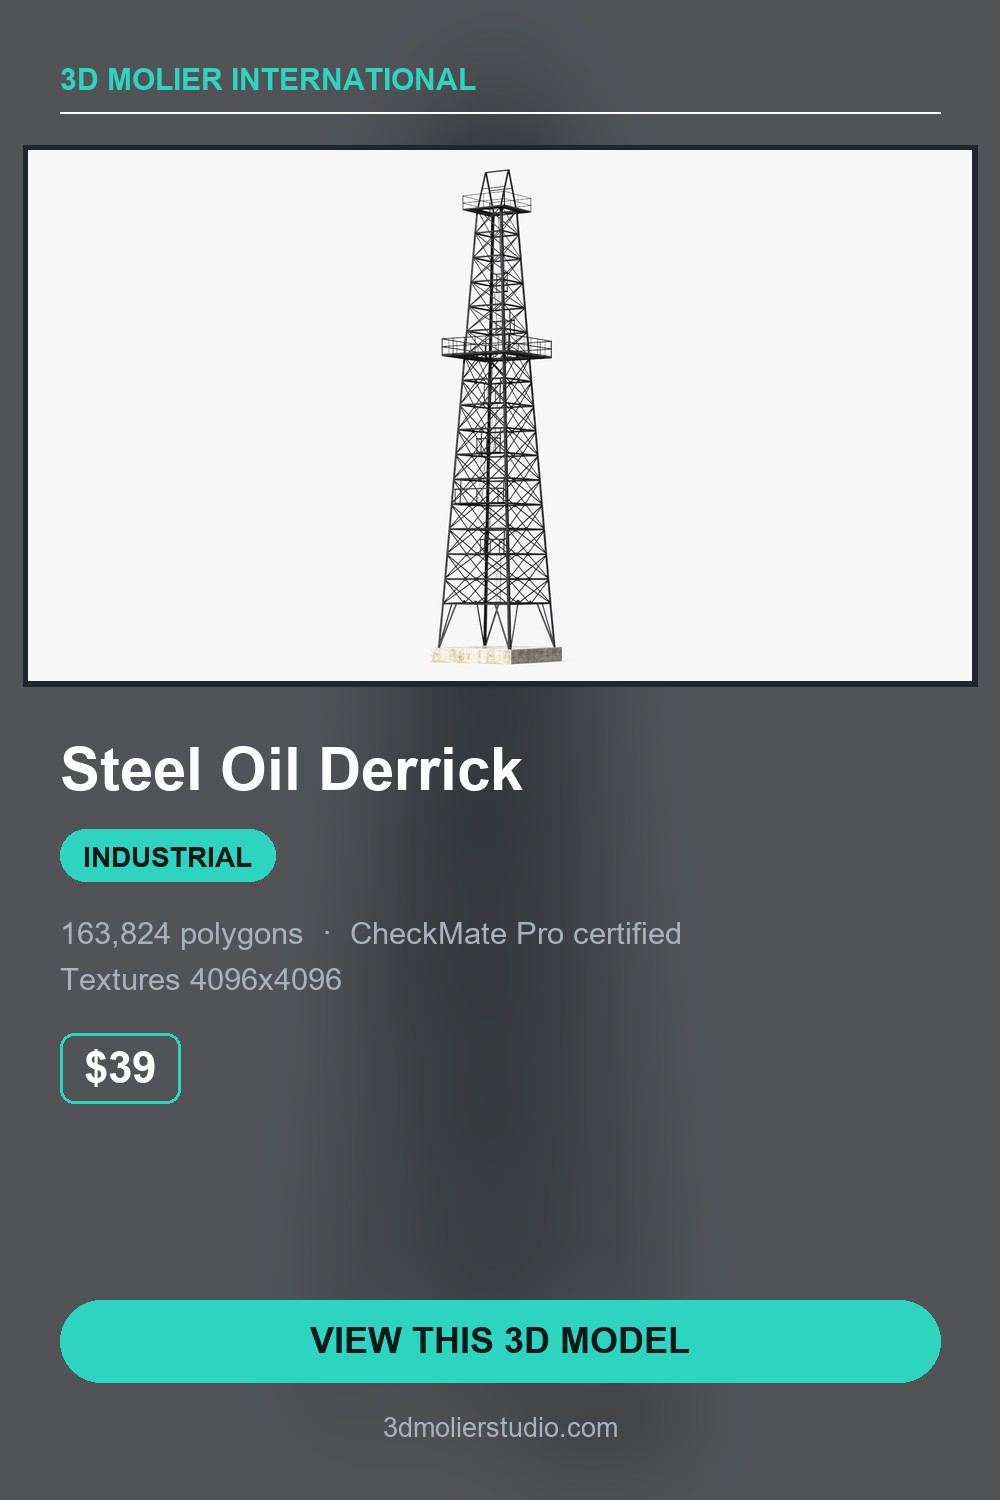 3D MOLIER INTERNATIONAL
Steel Oil Derrick
INDUSTRIAL
163,824 polygons · CheckMate Pro certified
Textures 4096x4096
$39
VIEW THIS 3D MODEL
3dmolierstudio.com